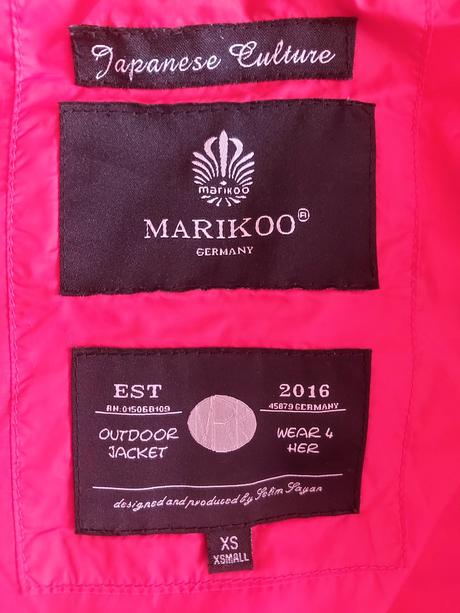 Japanese Culture
marikoo
MARIKOO®
GERMANY
EST 2016
RN:01506B109 45879 GERMANY
OUTDOOR JACKET
WEAR 4 HER
designed and produced by Selim Sayan
XS
XSMALL